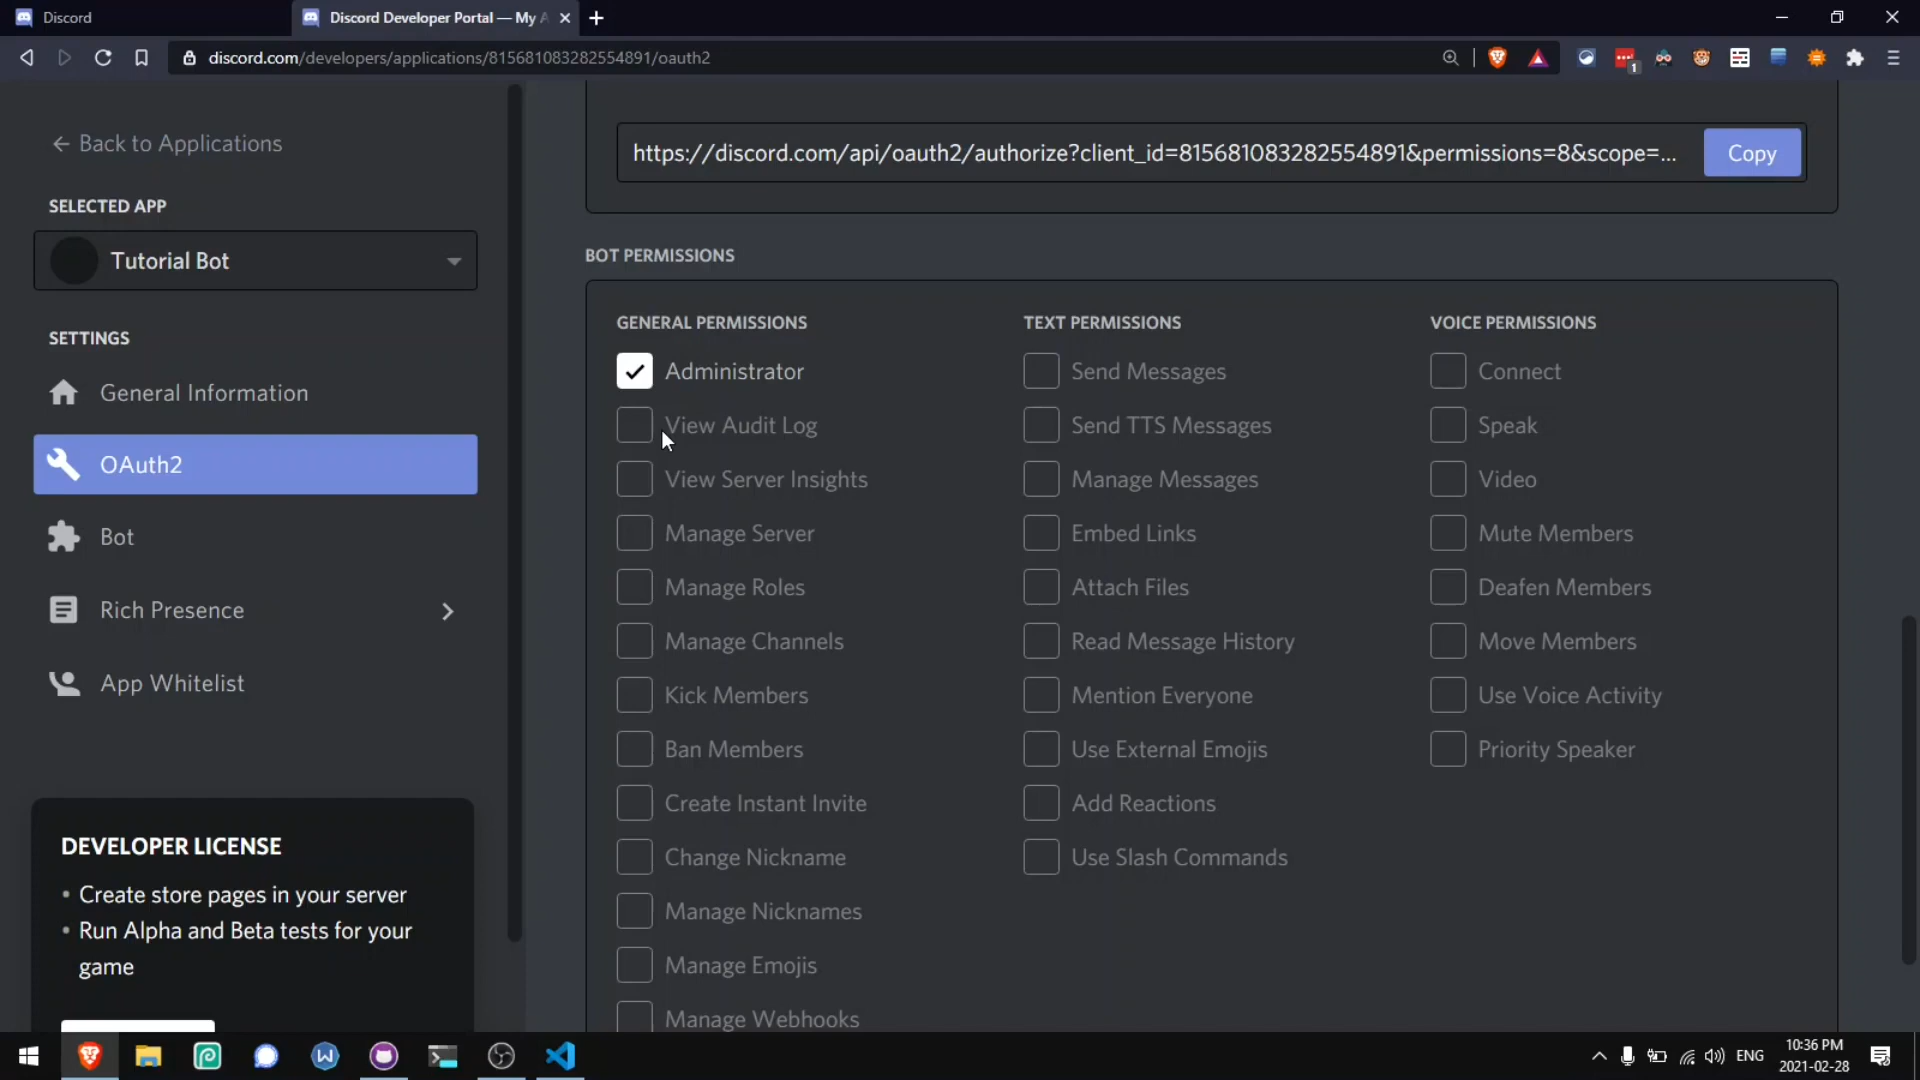 Discord
Discord Developer Portal — My A
discord.com/developers/applications/815681083282554891/oauth2
1
← Back to Applications
SELECTED APP
Tutorial Bot
SETTINGS
General Information
OAuth2
Bot
Rich Presence
App Whitelist
DEVELOPER LICENSE
• Create store pages in your server
• Run Alpha and Beta tests for your
game
https://discord.com/api/oauth2/authorize?client_id=815681083282554891&permissions=8&scope=...
Copy
BOT PERMISSIONS
GENERAL PERMISSIONS
Administrator
View Audit Log
View Server Insights
Manage Server
Manage Roles
Manage Channels
Kick Members
Ban Members
Create Instant Invite
Change Nickname
Manage Nicknames
Manage Emojis
Manage Webhooks
TEXT PERMISSIONS
Send Messages
Send TTS Messages
Manage Messages
Embed Links
Attach Files
Read Message History
Mention Everyone
Use External Emojis
Add Reactions
Use Slash Commands
VOICE PERMISSIONS
Connect
Speak
Video
Mute Members
Deafen Members
Move Members
Use Voice Activity
Priority Speaker
ENG
10:36 PM
2021-02-28